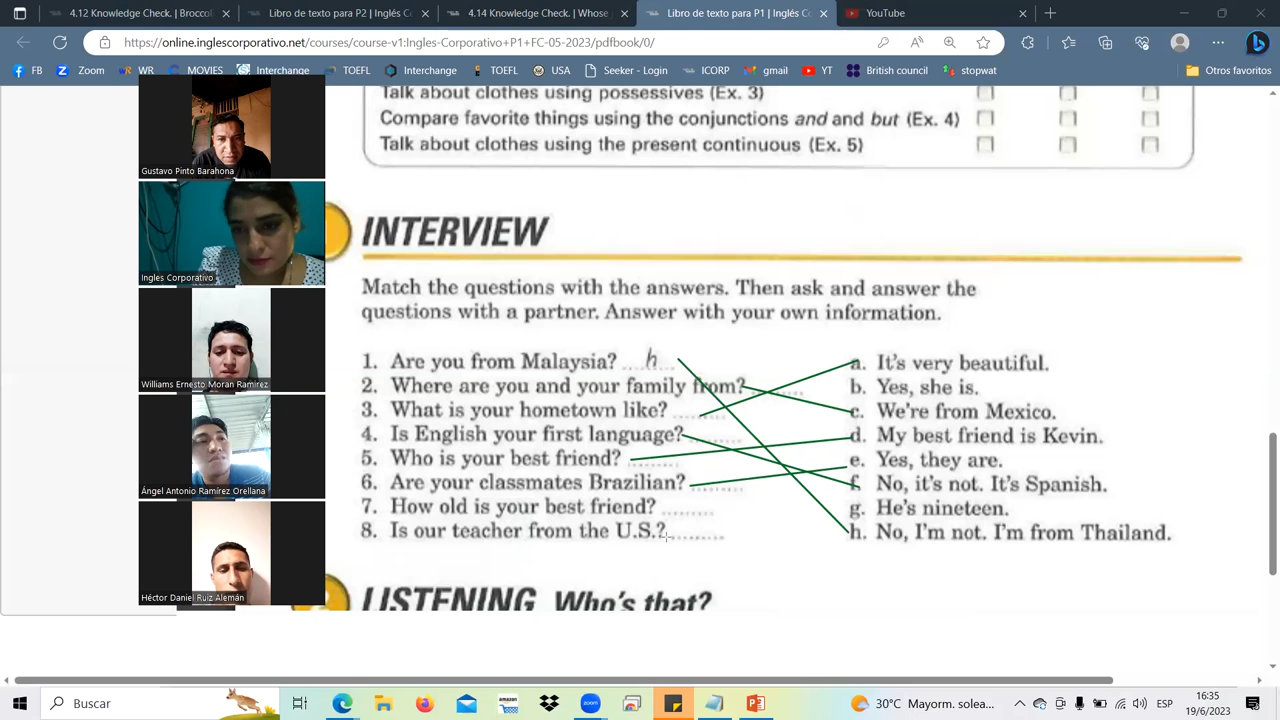 4.12 Knowledge Check. | Broccol
Libro de texto para P1 | Inglés C
4.14 Knowledge Check. | Whose
Libro de texto para P1 | Inglés C
YouTube
https://online.inglescorporativo.net/courses/course-v1:Ingles-Corporativo+P1+FC-05-2023/pdfbook/0/
FB Zoom WR MOVIES Interchange TOEFL Interchange TOEFL USA Seeker - Login ICORP gmail YT British council stopwat Otros favoritos
Talk about clothes using possessives (Ex. 3)
Compare favorite things using the conjunctions and and but (Ex. 4)
Talk about clothes using the present continuous (Ex. 5)
Gustavo Pinto Barahona
Ingles Corporativo
Williams Ernesto Morán Ramírez
Ángel Antonio Ramírez Orellana
Héctor Daniel Ruiz Alemán
INTERVIEW
Match the questions with the answers. Then ask and answer the
questions with a partner. Answer with your own information.
1. Are you from Malaysia? h
2. Where are you and your family from?
3. What is your hometown like?
4. Is English your first language?
5. Who is your best friend?
6. Are your classmates Brazilian?
7. How old is your best friend?
8. Is our teacher from the U.S.?
a. It's very beautiful.
b. Yes, she is.
c. We're from Mexico.
d. My best friend is Kevin.
e. Yes, they are.
f. No, it's not. It's Spanish.
g. He's nineteen.
h. No, I'm not. I'm from Thailand.
LISTENING Who's that?
Buscar
30°C Mayorm. solea...
ESP
16:35
19/6/2023